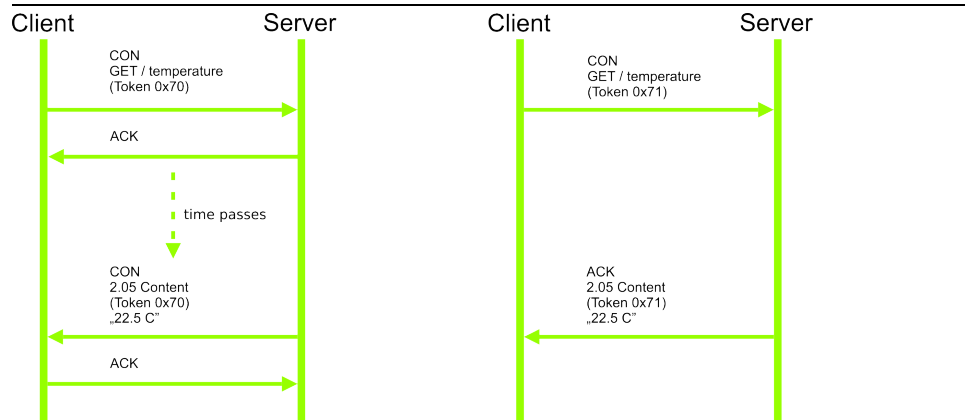 Client
Server
CON
GET / temperature
(Token 0x70)
ACK
time passes
CON
2.05 Content
(Token 0x70)
„22.5 C”
ACK
Client
Server
CON
GET / temperature
(Token 0x71)
ACK
2.05 Content
(Token 0x71)
„22.5 C”